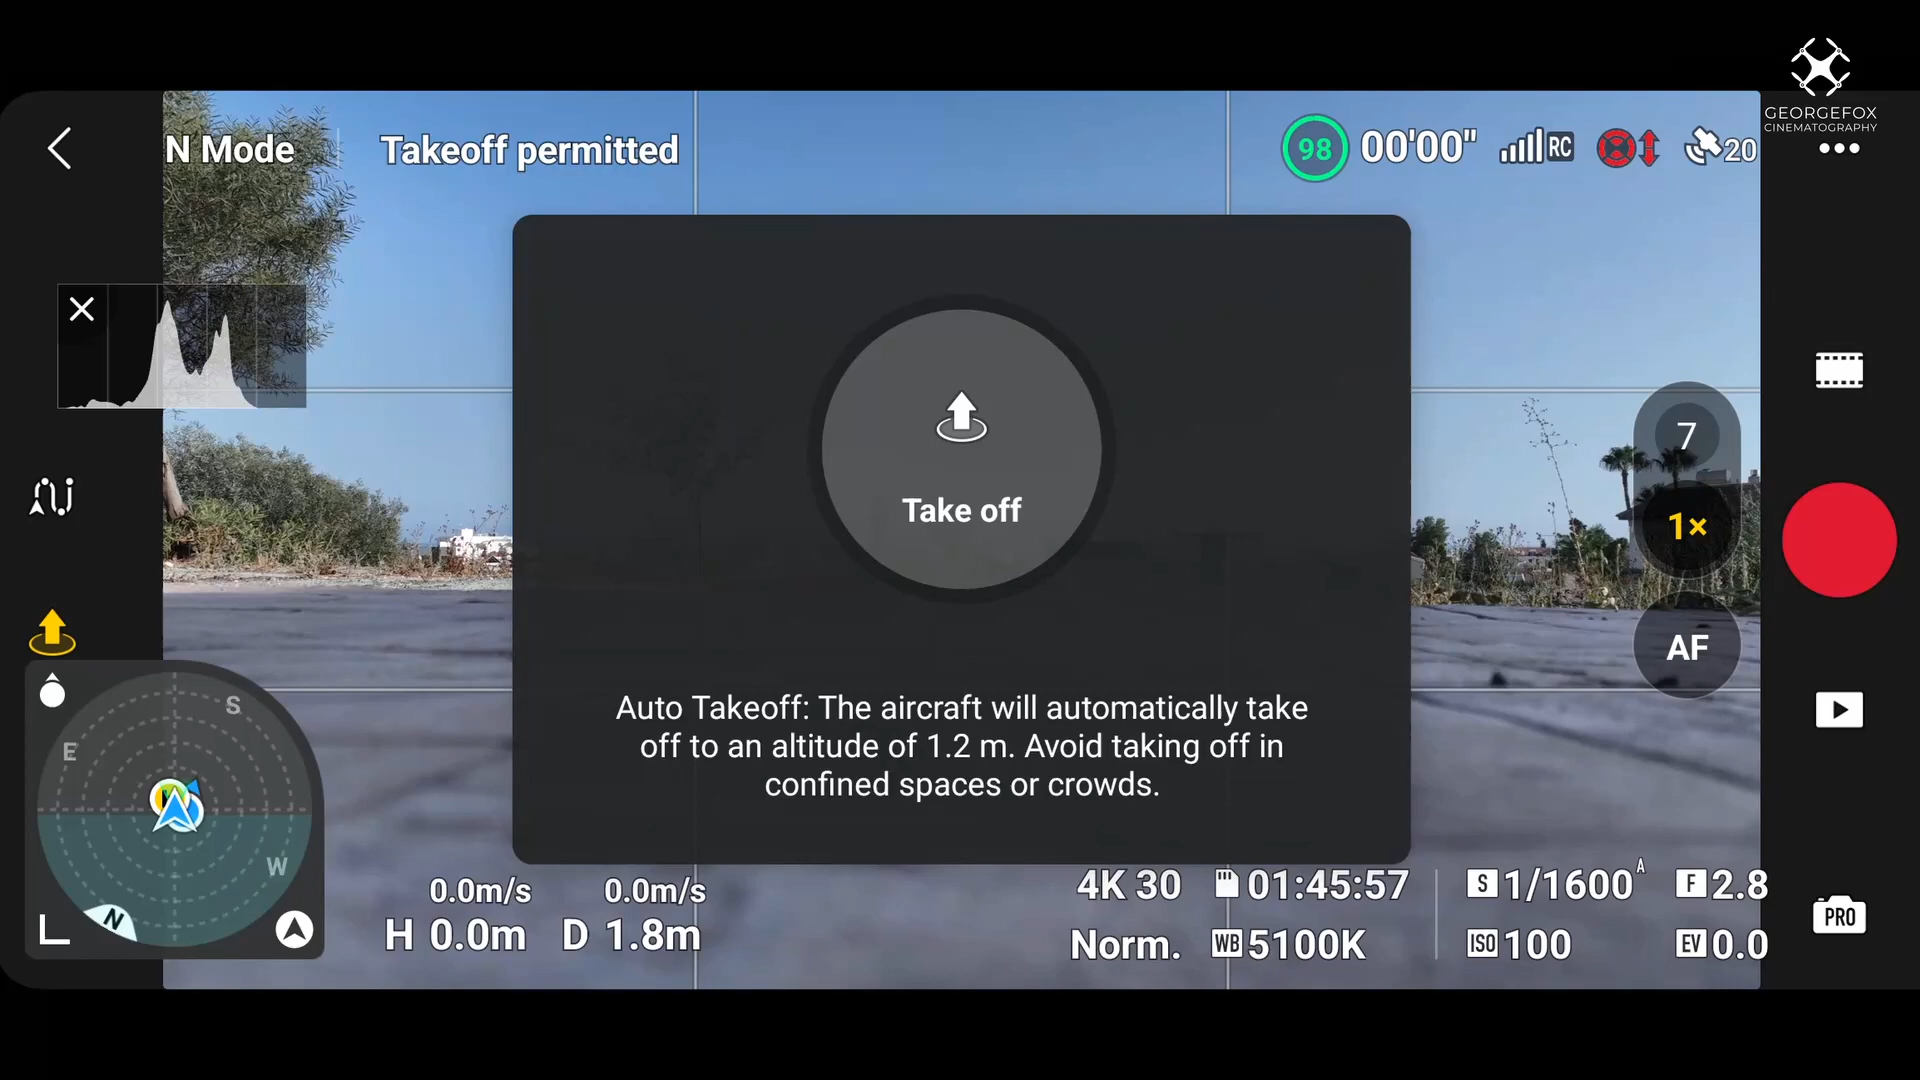 GEORGEFOX
CINEMATOGRAPHY
N Mode
Takeoff permitted
98
00'00"
RC
20
7
1×
AF
Take off
Auto Takeoff: The aircraft will automatically take
off to an altitude of 1.2 m. Avoid taking off in
confined spaces or crowds.
S
E
W
N
0.0m/s 0.0m/s
H 0.0m D 1.8m
4K 30 01:45:57 S 1/1600 A F 2.8
Norm. WB 5100K ISO 100 EV 0.0
PRO